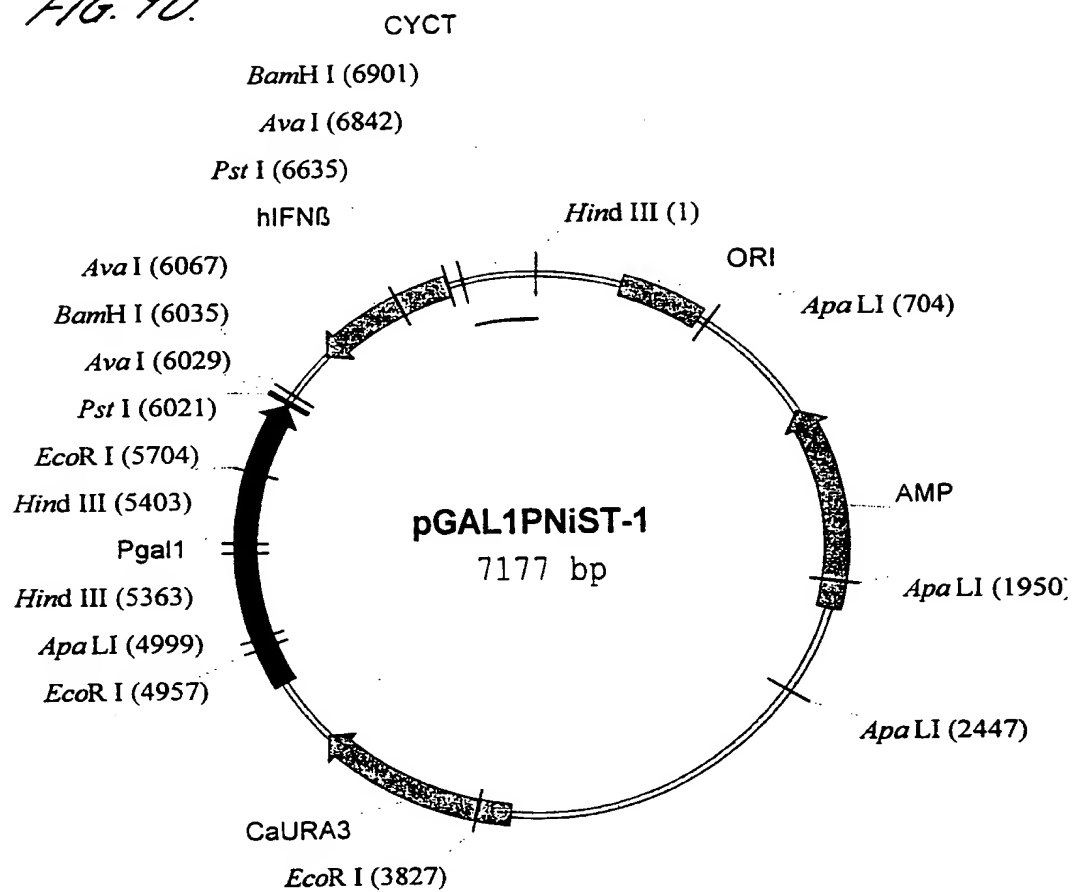 FIG. 10.
CYCT
BamH I (6901)
Ava I (6842)
Pst I (6635)
hIFNß
Hind III (1)
ORI
Apa LI (704)
Ava I (6067)
BamH I (6035)
Ava I (6029)
Pst I (6021)
EcoR I (5704)
Hind III (5403)
Pgal1
Hind III (5363)
Apa LI (4999)
EcoR I (4957)
AMP
pGAL1PNiST-1
7177 bp
Apa LI (1950)
Apa LI (2447)
CaURA3
EcoR I (3827)